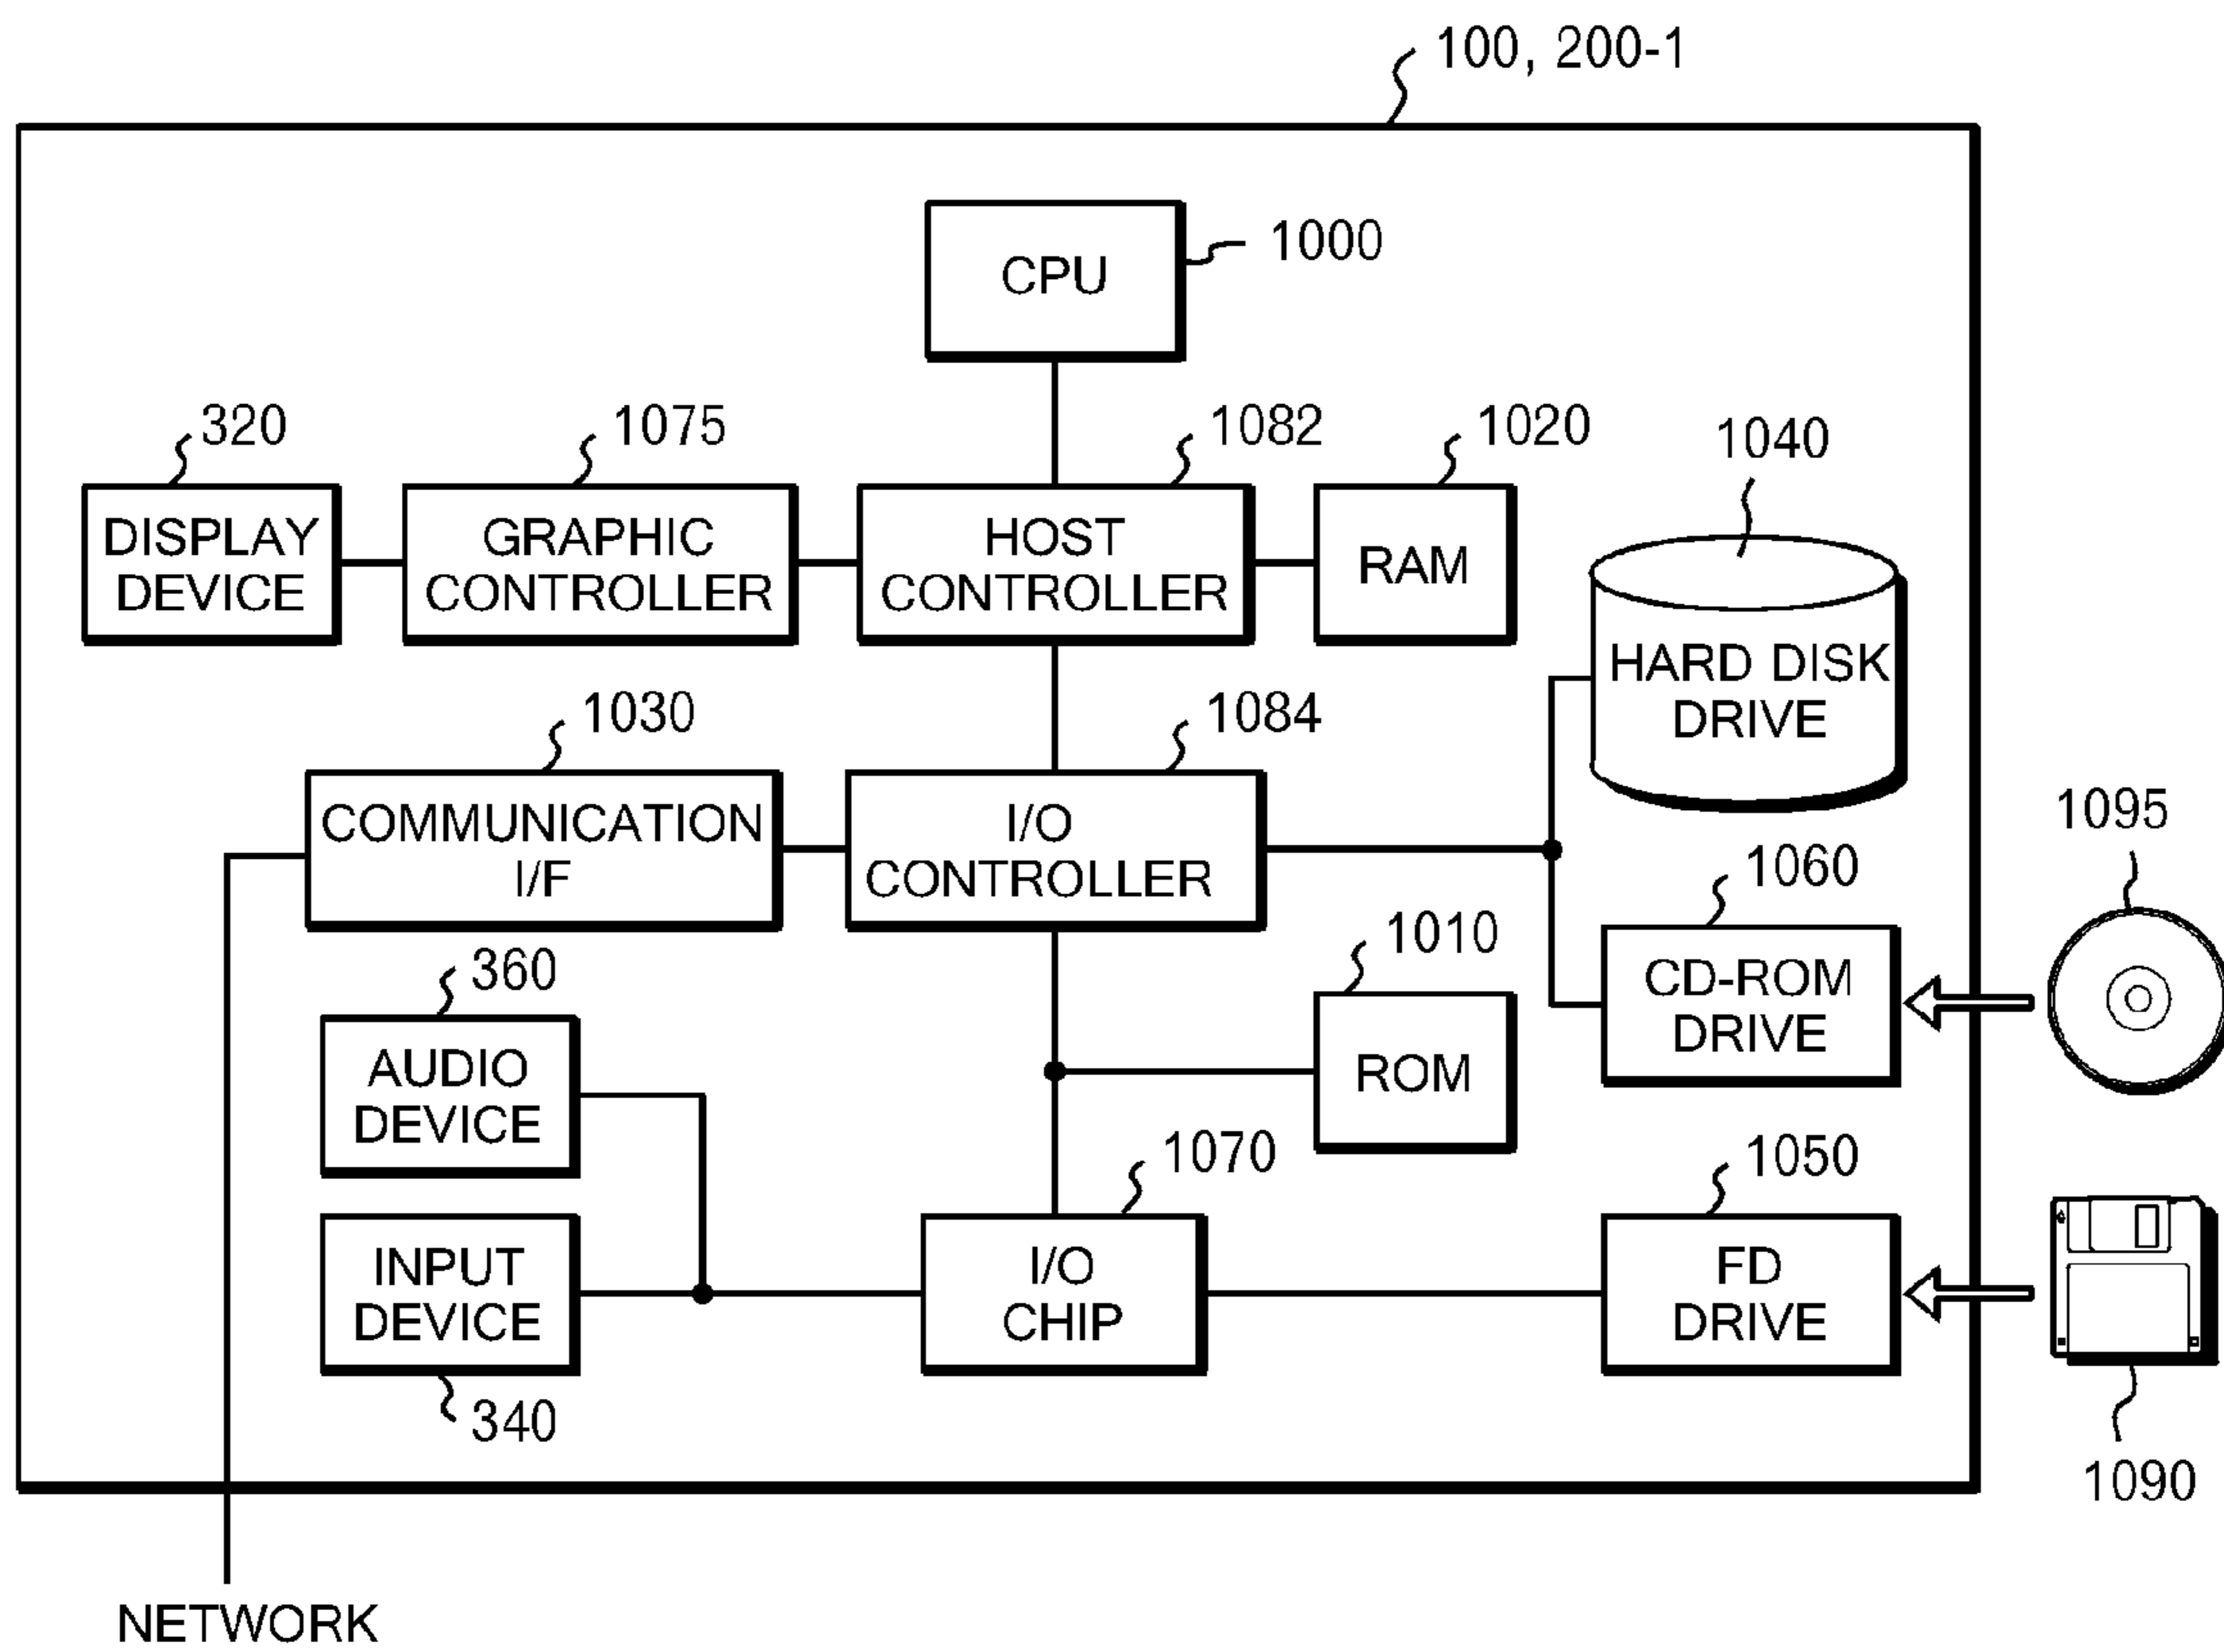 100, 200-1
CPU
1000
320
1075
1082
1020
1040
DISPLAY
DEVICE
GRAPHIC
CONTROLLER
HOST
CONTROLLER
RAM
HARD DISK
DRIVE
1030
1084
COMMUNICATION
I/F
I/O
CONTROLLER
1095
1060
CD-ROM
DRIVE
1010
ROM
360
AUDIO
DEVICE
1070
1050
INPUT
DEVICE
I/O
CHIP
FD
DRIVE
340
1090
NETWORK